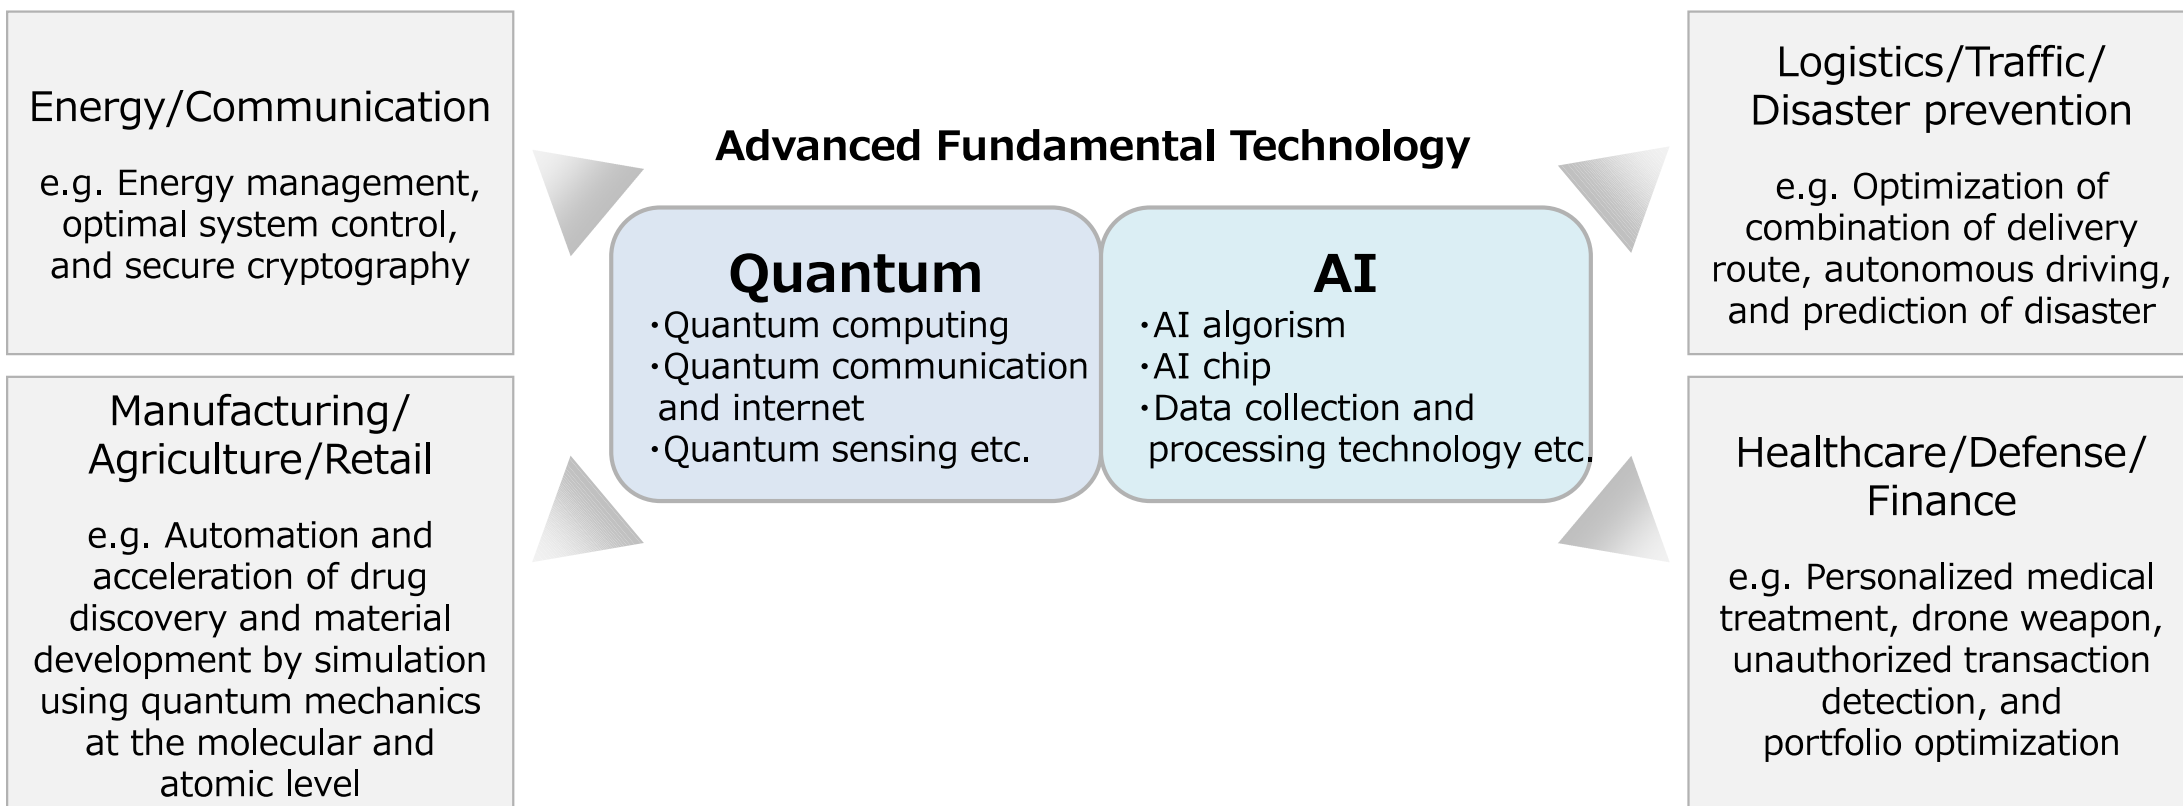 Energy/Communication
e.g. Energy management,
optimal system control,
and secure cryptography
Manufacturing/
Agriculture/Retail
e.g. Automation and
acceleration of drug
discovery and material
development by simulation
using quantum mechanics
at the molecular and
atomic level
Advanced Fundamental Technology
Quantum
・Quantum computing
・Quantum communication
and internet
・Quantum sensing etc.
AI
・AI algorism
・AI chip
・Data collection and
processing technology etc.
Logistics/Traffic/
Disaster prevention
e.g. Optimization of
combination of delivery
route, autonomous driving,
and prediction of disaster
Healthcare/Defense/
Finance
e.g. Personalized medical
treatment, drone weapon,
unauthorized transaction
detection, and
portfolio optimization